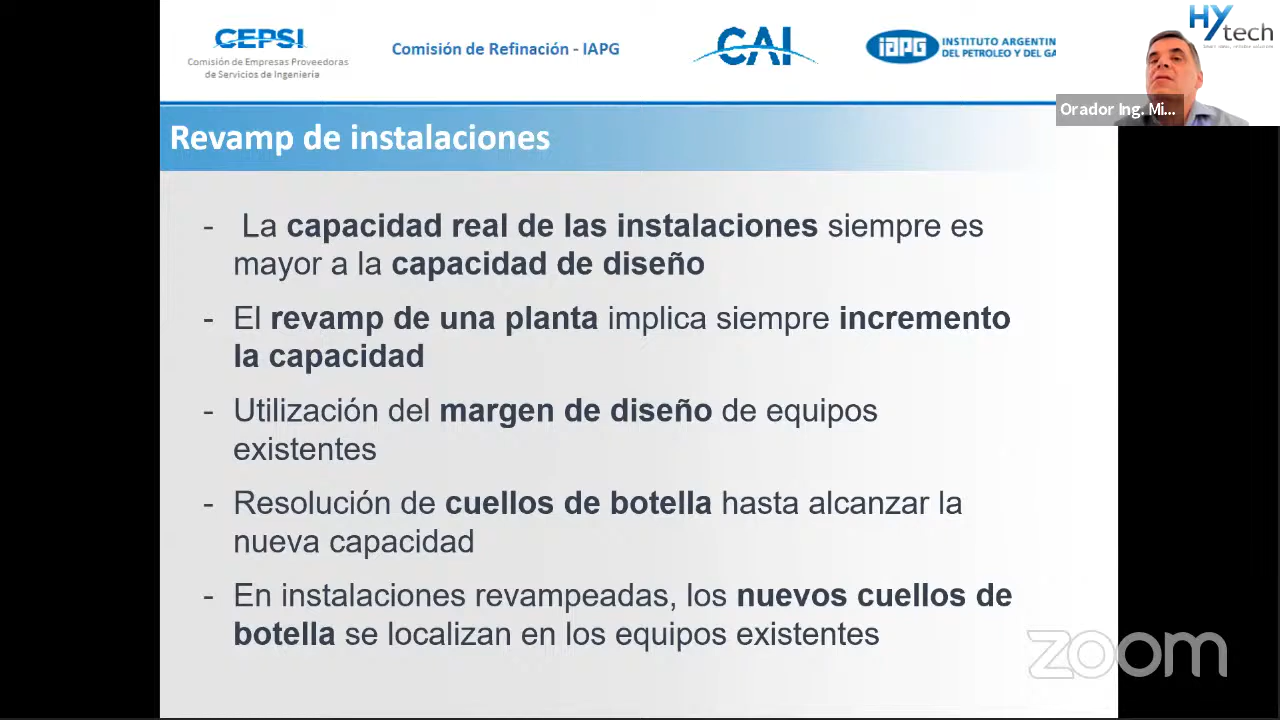 CEPSI
Comisión de Empresas Proveedoras
de Servicios de Ingeniería
Comisión de Refinación - IAPG
CAI
iAPG
INSTITUTO ARGENTIN
DEL PETROLEO Y DEL GA
HY tech
Orador Ing. Mi...
Revamp de instalaciones
- La capacidad real de las instalaciones siempre es
mayor a la capacidad de diseño
- El revamp de una planta implica siempre incremento
la capacidad
- Utilización del margen de diseño de equipos
existentes
- Resolución de cuellos de botella hasta alcanzar la
nueva capacidad
- En instalaciones revampeadas, los nuevos cuellos de
botella se localizan en los equipos existentes
zoom